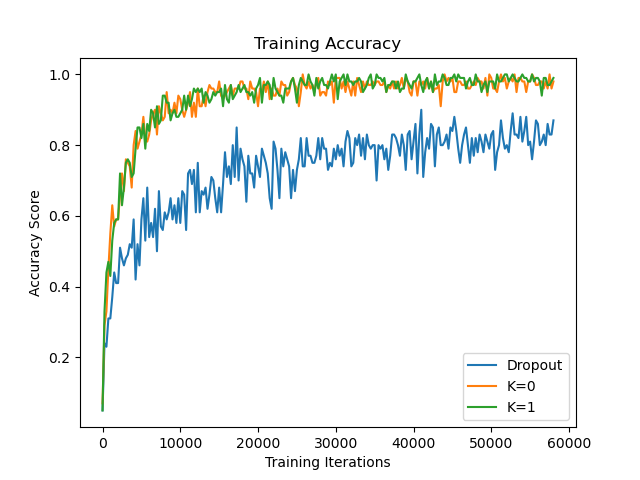 Training Accuracy
Accuracy Score
1.0
0.8
0.6
0.4
0.2
Dropout
K=0
K=1
0 10000 20000 30000 40000 50000 60000
Training Iterations